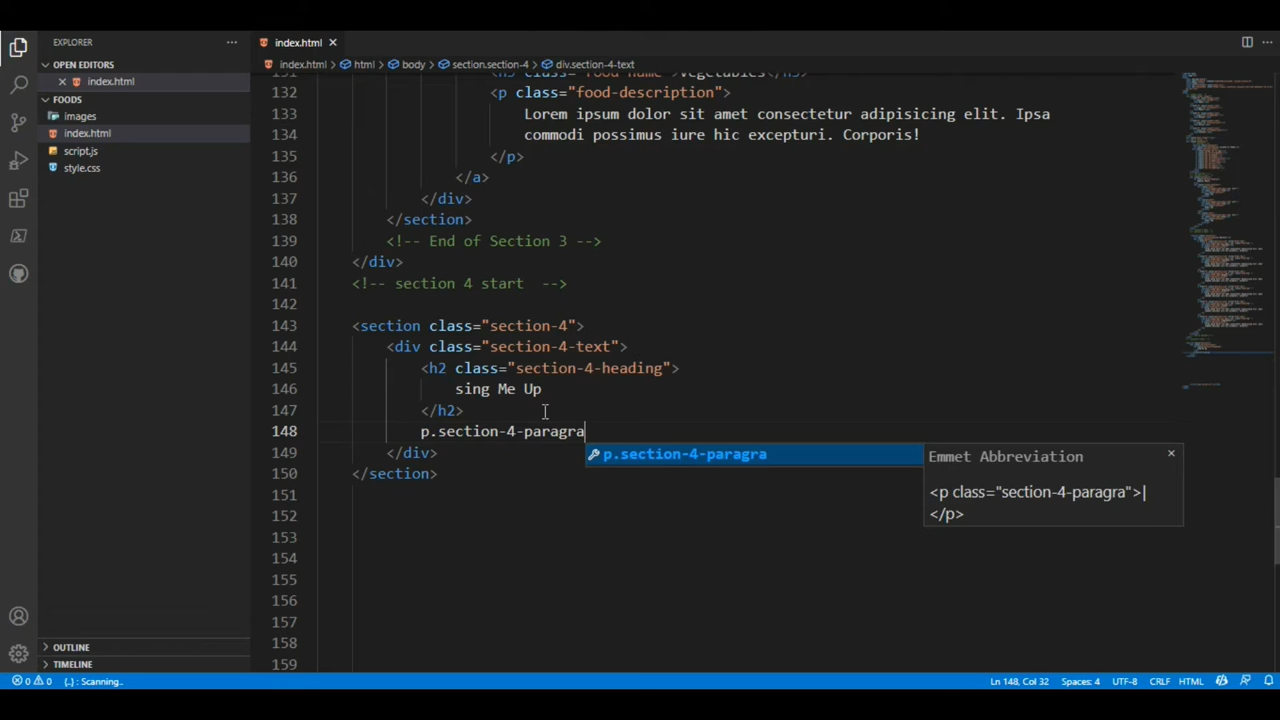 EXPLORER
OPEN EDITORS
index.html
FOODS
images
index.html
script.js
style.css
OUTLINE
TIMELINE
index.html
index.html > html > body > section.section-4 > div.section-4-text
131 <h3 class="food-name">Vegetables</h3>
132 <p class="food-description">
133 Lorem ipsum dolor sit amet consectetur adipisicing elit. Ipsa
134 commodi possimus iure hic excepturi. Corporis!
135 </p>
136 </a>
137 </div>
138 </section>
139 <!-- End of Section 3 -->
140 </div>
141 <!-- section 4 start  -->
142
143 <section class="section-4">
144 <div class="section-4-text">
145 <h2 class="section-4-heading">
146 sing Me Up
147 </h2>
148 p.section-4-paragra
149 </div>
150 </section>
151
152
153
154
155
156
157
158
159
p.section-4-paragra
Emmet Abbreviation
<p class="section-4-paragra">|
</p>
0 0 {..} : Scanning..
Ln 148, Col 32 Spaces: 4 UTF-8 CRLF HTML